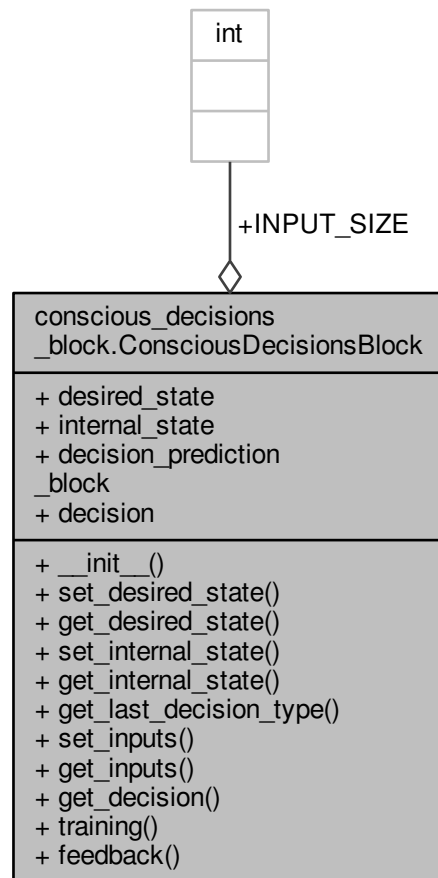 int
+INPUT_SIZE
conscious_decisions
_block.ConsciousDecisionsBlock
+ desired_state
+ internal_state
+ decision_prediction
_block
+ decision
+ __init__()
+ set_desired_state()
+ get_desired_state()
+ set_internal_state()
+ get_internal_state()
+ get_last_decision_type()
+ set_inputs()
+ get_inputs()
+ get_decision()
+ training()
+ feedback()